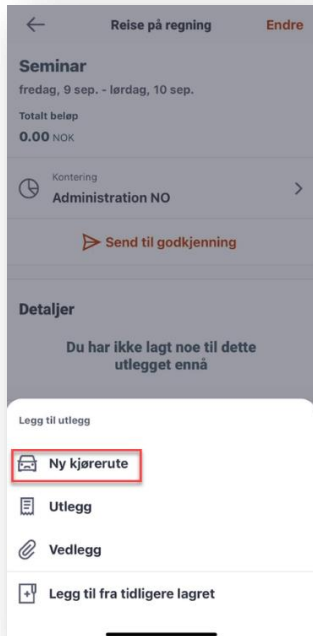 Reise på regning
Endre
Seminar
fredag, 9 sep. - lørdag, 10 sep.
Totalt beløp
0.00 NOK
Kontering
Administration NO
Send til godkjenning
Detaljer
Du har ikke lagt noe til dette
utlegget ennå
Legg til utlegg
Ny kjørerute
Utlegg
Vedlegg
Legg til fra tidligere lagret